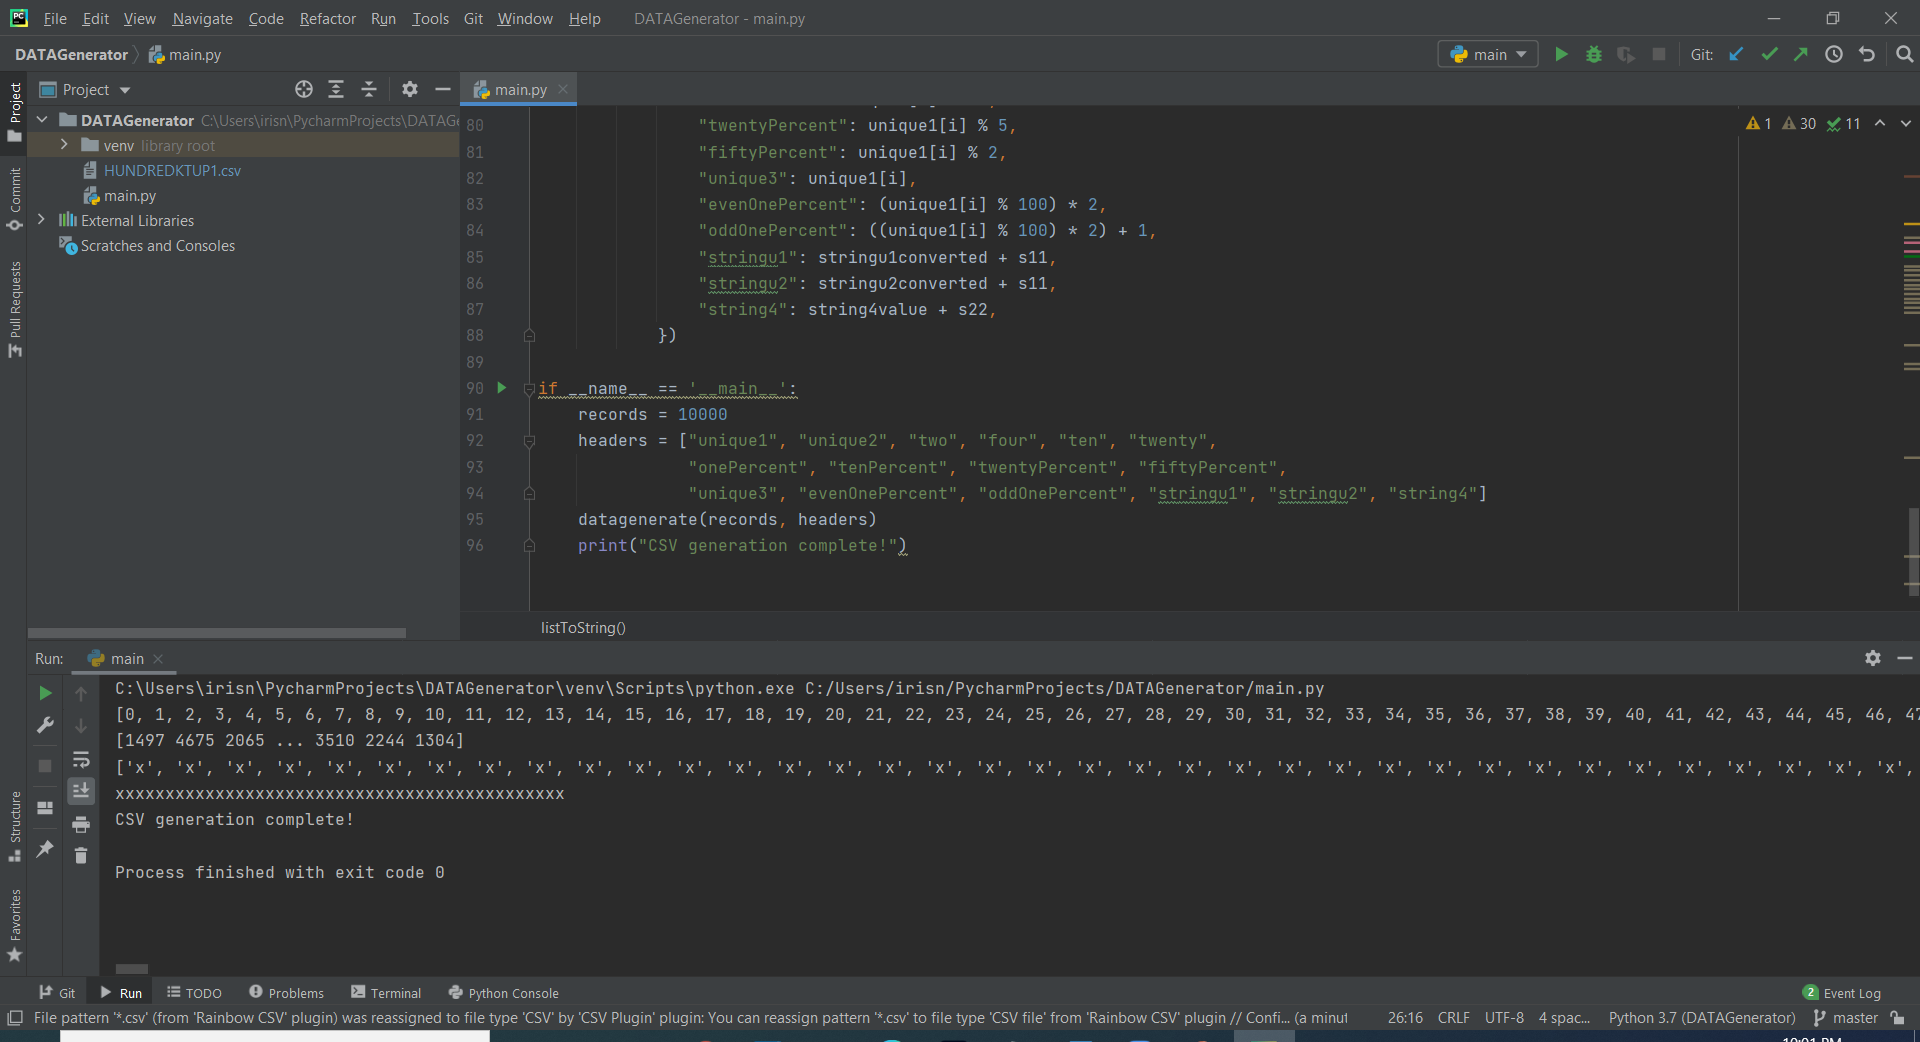 File Edit View Navigate Code Refactor Run Tools Git Window Help DATAGenerator - main.py
DATAGenerator main.py
main Git:
Project
main.py
DATAGenerator C:\Users\irisn\PycharmProjects\DATAGe
venv library root
HUNDREDKTUP1.csv
main.py
External Libraries
Scratches and Consoles
Project
Commit
Pull Requests
Structure
Favorites
1 30 11
80 "twentyPercent": unique1[i] % 5,
81 "fiftyPercent": unique1[i] % 2,
82 "unique3": unique1[i],
83 "evenOnePercent": (unique1[i] % 100) * 2,
84 "oddOnePercent": ((unique1[i] % 100) * 2) + 1,
85 "stringu1": stringu1converted + s11,
86 "stringu2": stringu2converted + s11,
87 "string4": string4value + s22,
88 })
89
90 if __name__ == '__main__':
91 records = 10000
92 headers = ["unique1", "unique2", "two", "four", "ten", "twenty",
93 "onePercent", "tenPercent", "twentyPercent", "fiftyPercent",
94 "unique3", "evenOnePercent", "oddOnePercent", "stringu1", "stringu2", "string4"]
95 datagenerate(records, headers)
96 print("CSV generation complete!")
listToString()
Run: main
C:\Users\irisn\PycharmProjects\DATAGenerator\venv\Scripts\python.exe C:/Users/irisn/PycharmProjects/DATAGenerator/main.py
[0, 1, 2, 3, 4, 5, 6, 7, 8, 9, 10, 11, 12, 13, 14, 15, 16, 17, 18, 19, 20, 21, 22, 23, 24, 25, 26, 27, 28, 29, 30, 31, 32, 33, 34, 35, 36, 37, 38, 39, 40, 41, 42, 43, 44, 45, 46, 47
[1497 4675 2065 ... 3510 2244 1304]
['x', 'x', 'x', 'x', 'x', 'x', 'x', 'x', 'x', 'x', 'x', 'x', 'x', 'x', 'x', 'x', 'x', 'x', 'x', 'x', 'x', 'x', 'x', 'x', 'x', 'x', 'x', 'x', 'x', 'x', 'x', 'x', 'x', 'x', 'x', 'x',
xxxxxxxxxxxxxxxxxxxxxxxxxxxxxxxxxxxxxxxxxxxxx
CSV generation complete!
Process finished with exit code 0
Git Run TODO Problems Terminal Python Console 2 Event Log
File pattern '*.csv' (from 'Rainbow CSV' plugin) was reassigned to file type 'CSV' by 'CSV Plugin' plugin: You can reassign pattern '*.csv' to file type 'CSV file' from 'Rainbow CSV' plugin // Confi... (a minut 26:16 CRLF UTF-8 4 spac... Python 3.7 (DATAGenerator) master